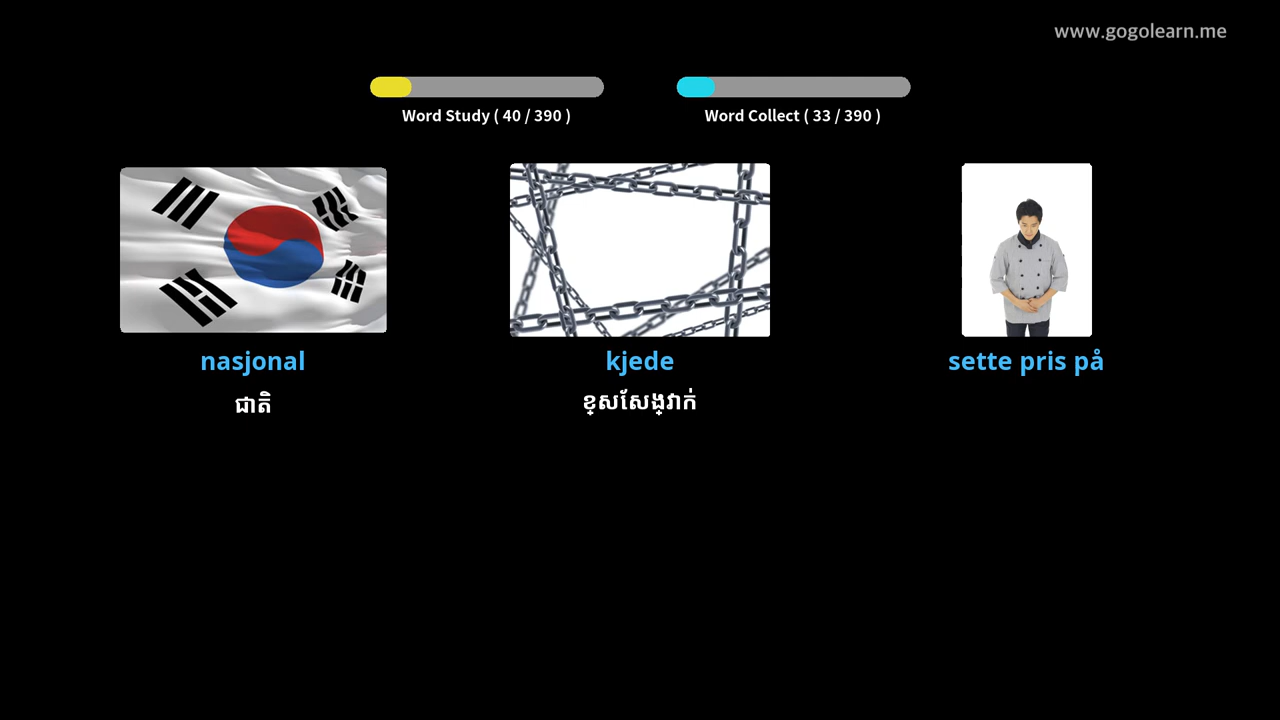 www.gogolearn.me
Word Study ( 40 / 390 )
Word Collect ( 33 / 390 )
nasjonal
kjede
sette pris på
ជាតិ
ខ្សែសង្វាក់